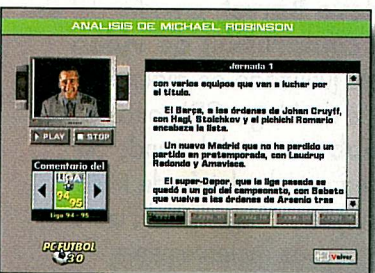 ANALISIS DE MICHAEL ROBINSON
Jornada 1
con varios equipos que van a luchar por
el título.
El Barça, a las órdenes de Johan Cruyff,
con Hagi, Stoichkov y el pichichi Romario
encabeza la lista.
Un nuevo Madrid que no ha perdido un
partido en pretemporada, con Laudrup
Redondo y Amavisca.
El super-Depor, que la liga pasada se
quedó a un gol del campeonato, con Bebeto
que vuelve a las órdenes de Arsenio tras
PLAY
STOP
Comentario del
LIGA
94
95
Liga 94 - 95
PCFUTBOL
3.0
Volver